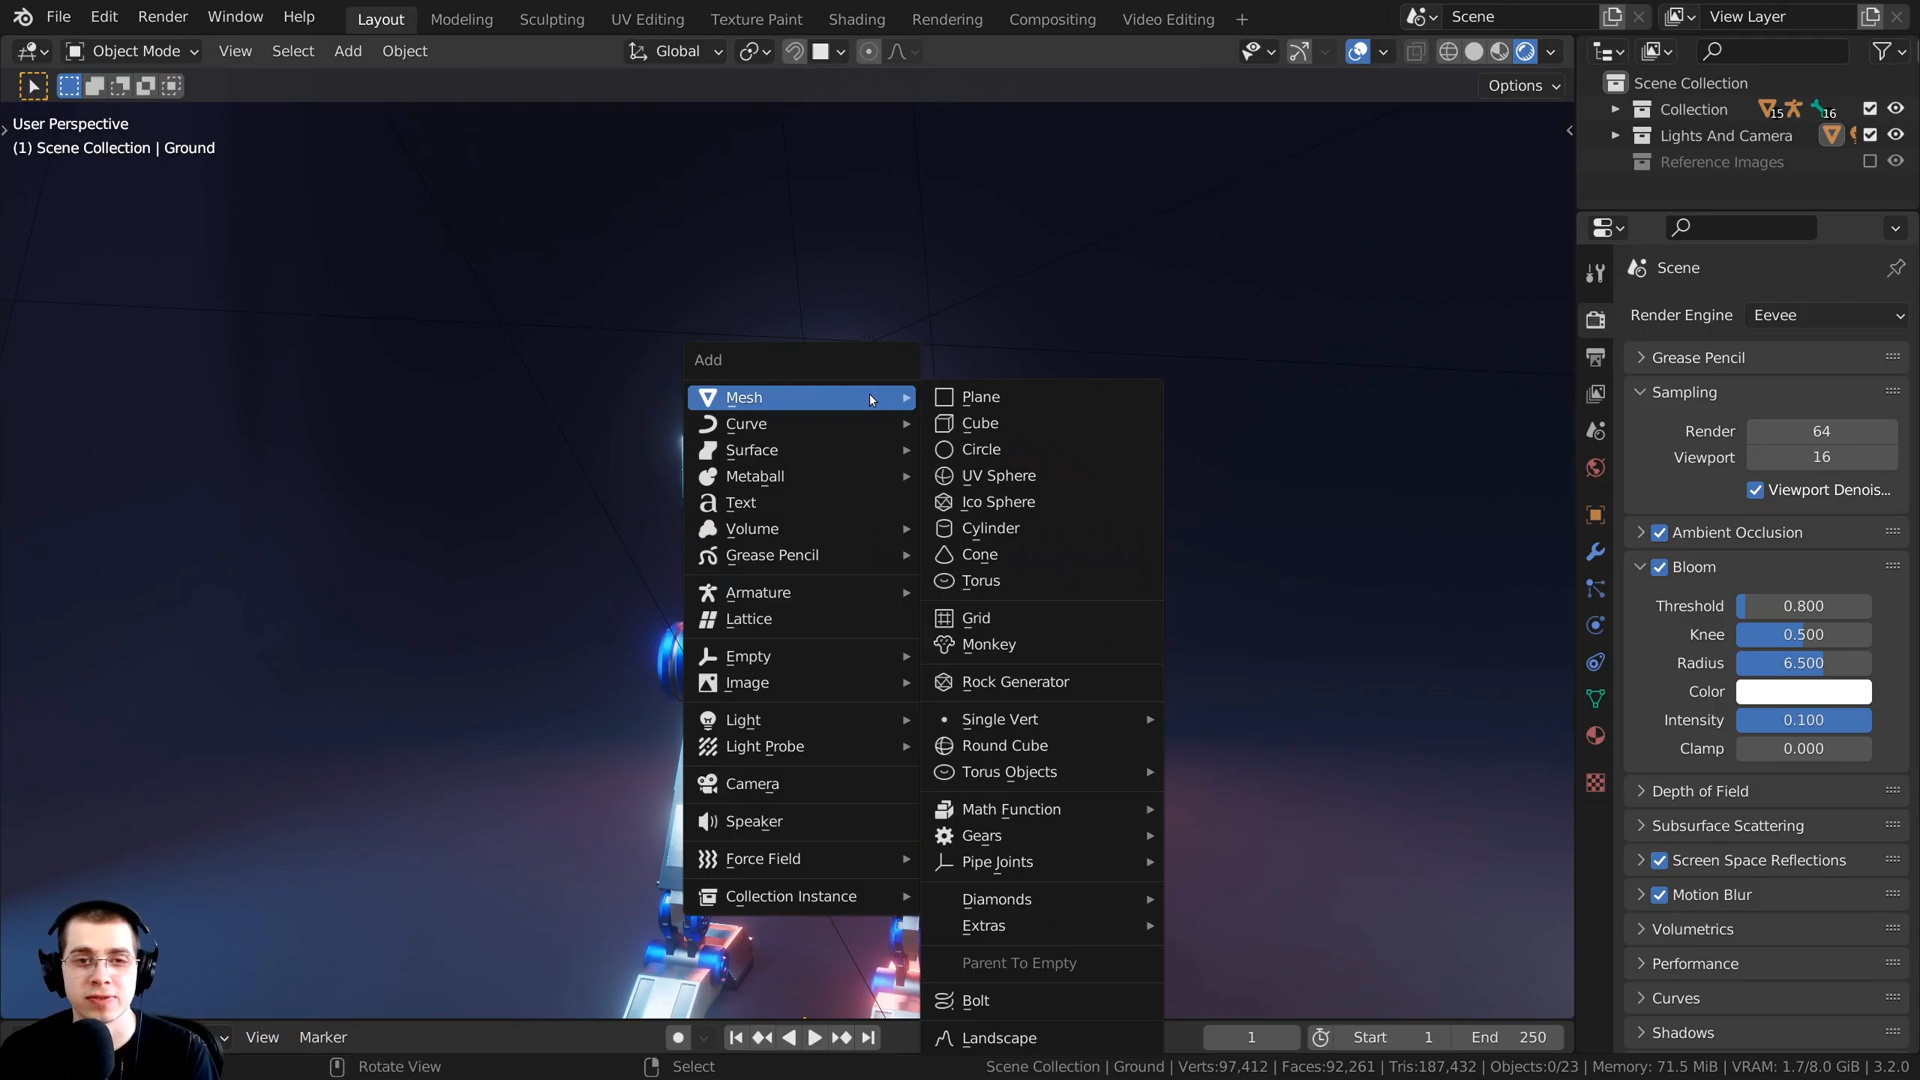 File Edit Render Window Help Layout Modeling Sculpting UV Editing Texture Paint Shading Rendering Compositing Video Editing + Scene View Layer
Object Mode View Select Add Object Global
Options
User Perspective
(1) Scene Collection | Ground
Scene Collection
Collection 15 16
Lights And Camera
Reference Images
Scene
Render Engine Eevee
Grease Pencil
Sampling
Render 64
Viewport 16
Viewport Denois...
Ambient Occlusion
Bloom
Threshold 0.800
Knee 0.500
Radius 6.500
Color
Intensity 0.100
Clamp 0.000
Depth of Field
Subsurface Scattering
Screen Space Reflections
Motion Blur
Volumetrics
Performance
Curves
Shadows
Add
Mesh
Curve
Surface
Metaball
Text
Volume
Grease Pencil
Armature
Lattice
Empty
Image
Light
Light Probe
Camera
Speaker
Force Field
Collection Instance
Plane
Cube
Circle
UV Sphere
Ico Sphere
Cylinder
Cone
Torus
Grid
Monkey
Rock Generator
Single Vert
Round Cube
Torus Objects
Math Function
Gears
Pipe Joints
Diamonds
Extras
Parent To Empty
Bolt
Landscape
View Marker 1 Start 1 End 250
Rotate View Select Scene Collection | Ground | Verts:97,412 | Faces:92,261 | Tris:187,432 | Objects:0/23 | Memory: 71.5 MiB | VRAM: 1.7/8.0 GiB | 3.2.0